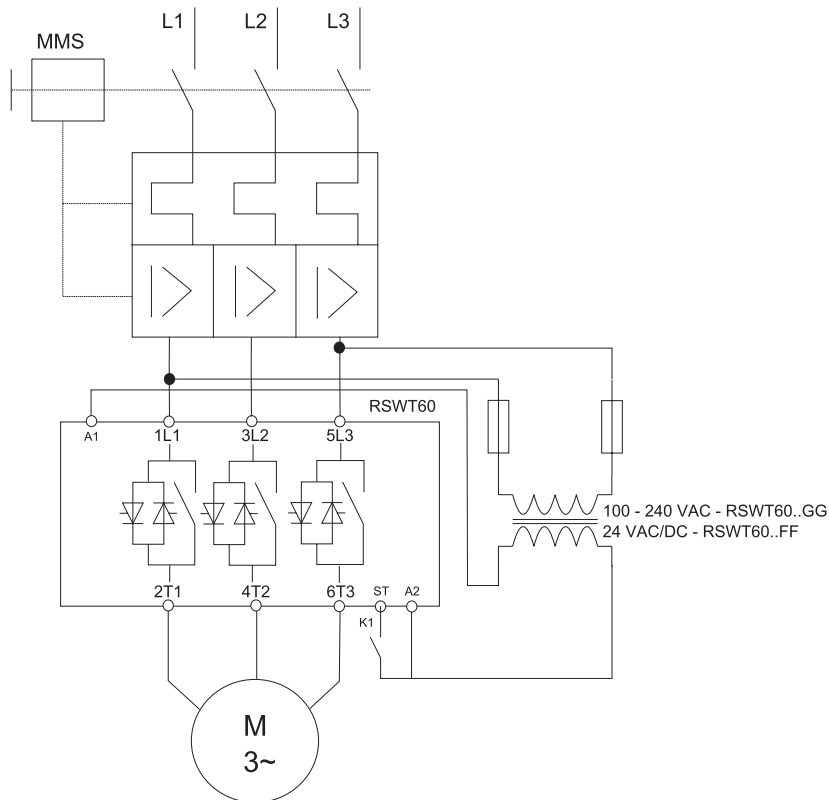 L1 L2 L3
MMS
RSWT60
A1 1L1 3L2 5L3
100 - 240 VAC - RSWT60..GG
24 VAC/DC - RSWT60..FF
2T1 4T2 6T3 ST A2
K1
M
3~